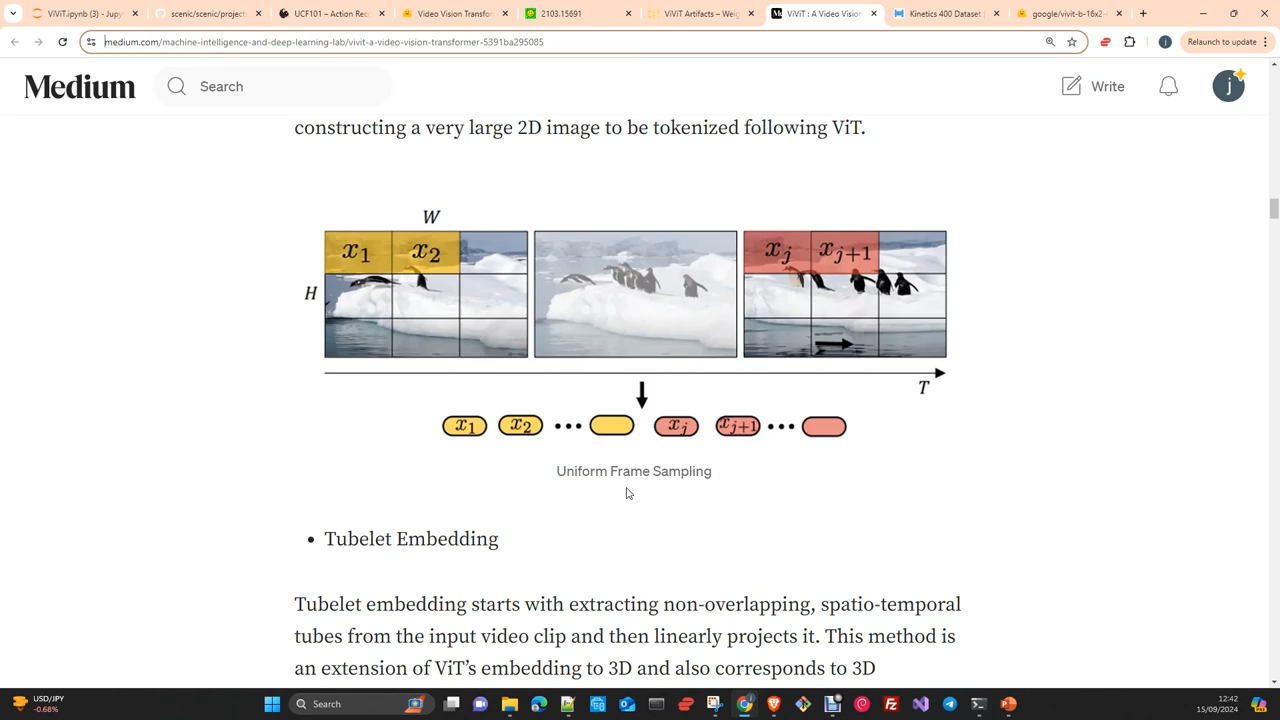 ViViT.ipynb (3) - Jupy
scenic/scenic/project
UCF101 – Action Rec
Video Vision Transfor
2103.15691
ViViT Artifacts – Weig
ViViT : A Video Vision
Kinetics 400 Dataset |
google/vivit-b-16x2-
medium.com/machine-intelligence-and-deep-learning-lab/vivit-a-video-vision-transformer-5391ba295085
Relaunch to update
Medium
Search
Write
j
constructing a very large 2D image to be tokenized following ViT.
W
H
x1 x2
xj xj+1
T
x1 x2 ••• xj xj+1 •••
Uniform Frame Sampling
• Tubelet Embedding
Tubelet embedding starts with extracting non-overlapping, spatio-temporal
tubes from the input video clip and then linearly projects it. This method is
an extension of ViT’s embedding to 3D and also corresponds to 3D
USD/JPY
-0.68%
Search
12:42
15/09/2024